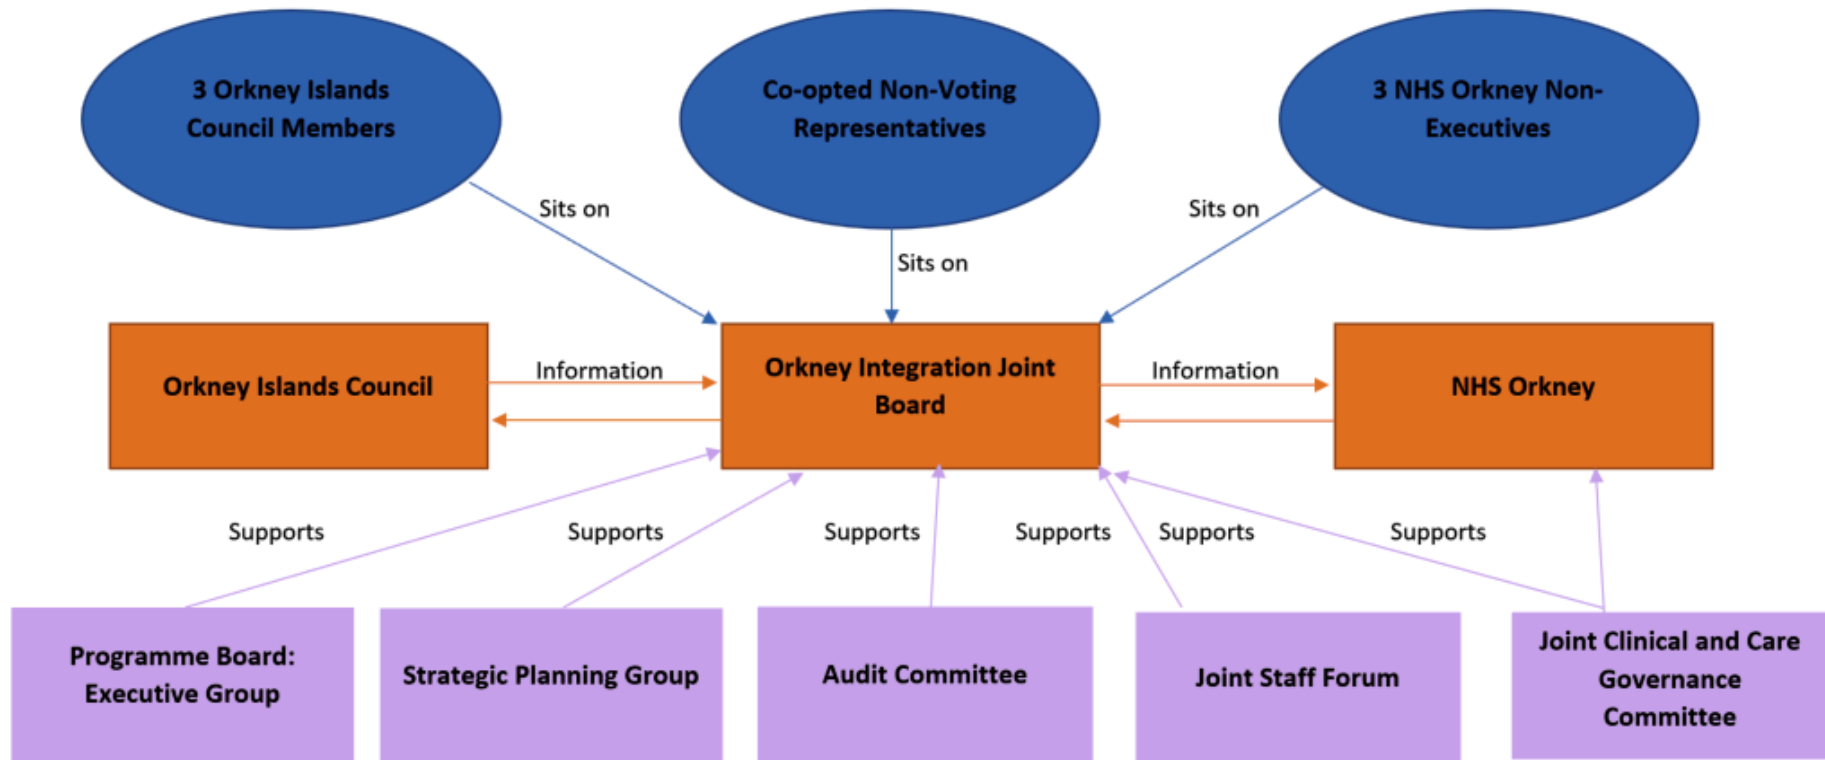 3 Orkney Islands
Council Members
Co-opted Non-Voting
Representatives
3 NHS Orkney Non-
Executives
Sits on
Sits on
Sits on
Orkney Islands Council
Information
Orkney Integration Joint
Board
Information
NHS Orkney
Supports
Supports
Supports
Supports
Supports
Supports
Programme Board:
Executive Group
Strategic Planning Group
Audit Committee
Joint Staff Forum
Joint Clinical and Care
Governance
Committee